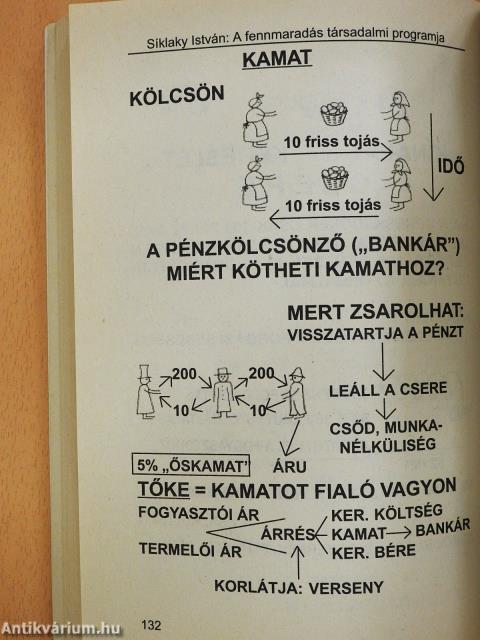 Síklaky István: A fennmaradás társadalmi programja
KAMAT
KÖLCSÖN
10 friss tojás
IDŐ
10 friss tojás
A PÉNZKÖLCSÖNZŐ („BANKÁR”)
MIÉRT KÖTHETI KAMATHOZ?
MERT ZSAROLHAT:
VISSZATARTJA A PÉNZT
200 200
10 10
LEÁLL A CSERE
CSŐD, MUNKA-
NÉLKÜLISÉG
5% „ŐSKAMAT’
ÁRU
TŐKE = KAMATOT FIALÓ VAGYON
FOGYASZTÓI ÁR
KER. KÖLTSÉG
ÁRRÉS
KAMAT
BANKÁR
TERMELŐI ÁR
KER. BÉRE
KORLÁTJA: VERSENY
132
Antikvárium.hu